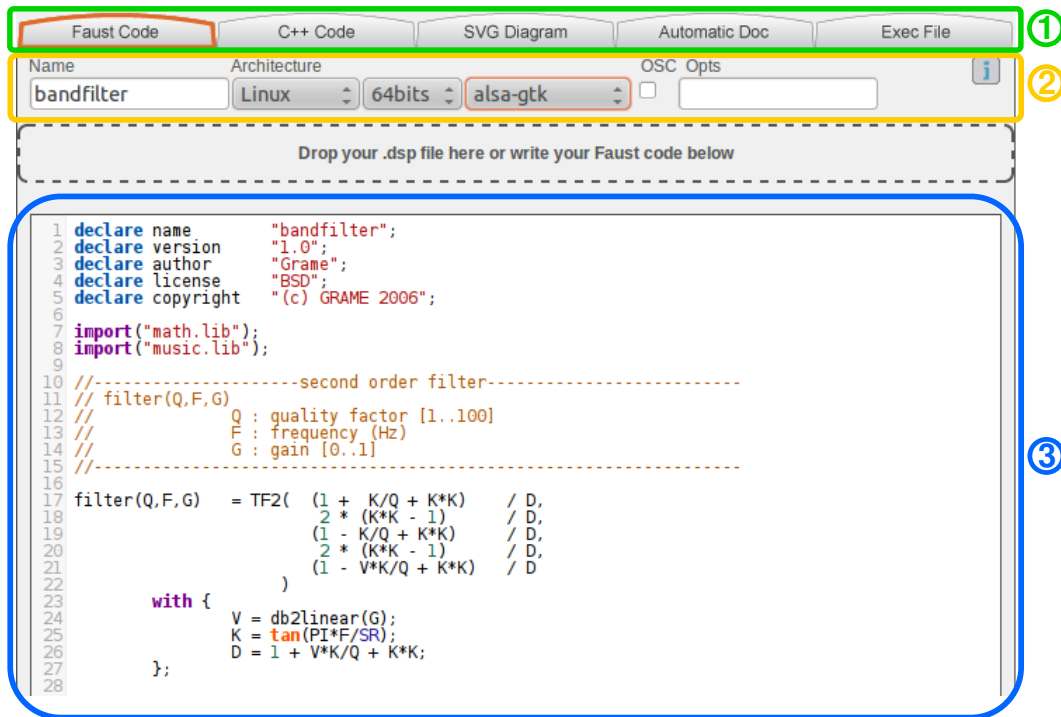 Faust Code C++ Code SVG Diagram Automatic Doc Exec File ①
Name Architecture OSC Opts i
bandfilter Linux 64bits alsa-gtk ②
Drop your .dsp file here or write your Faust code below
1 declare name "bandfilter";
2 declare version "1.0";
3 declare author "Grame";
4 declare license "BSD";
5 declare copyright "(c) GRAME 2006";
6
7 import("math.lib");
8 import("music.lib");
9
10 //---------------------second order filter--------------------------
11 // filter(Q,F,G)
12 // Q : quality factor [1..100]
13 // F : frequency (Hz)
14 // G : gain [0..1]
15 //------------------------------------------------------------------
③
16
17 filter(Q,F,G) = TF2( (1 + K/Q + K*K) / D,
18 2 * (K*K - 1) / D,
19 (1 - K/Q + K*K) / D,
20 2 * (K*K - 1) / D,
21 (1 - V*K/Q + K*K) / D
22 )
23 with {
24 V = db2linear(G);
25 K = tan(PI*F/SR);
26 D = 1 + V*K/Q + K*K;
27 };
28